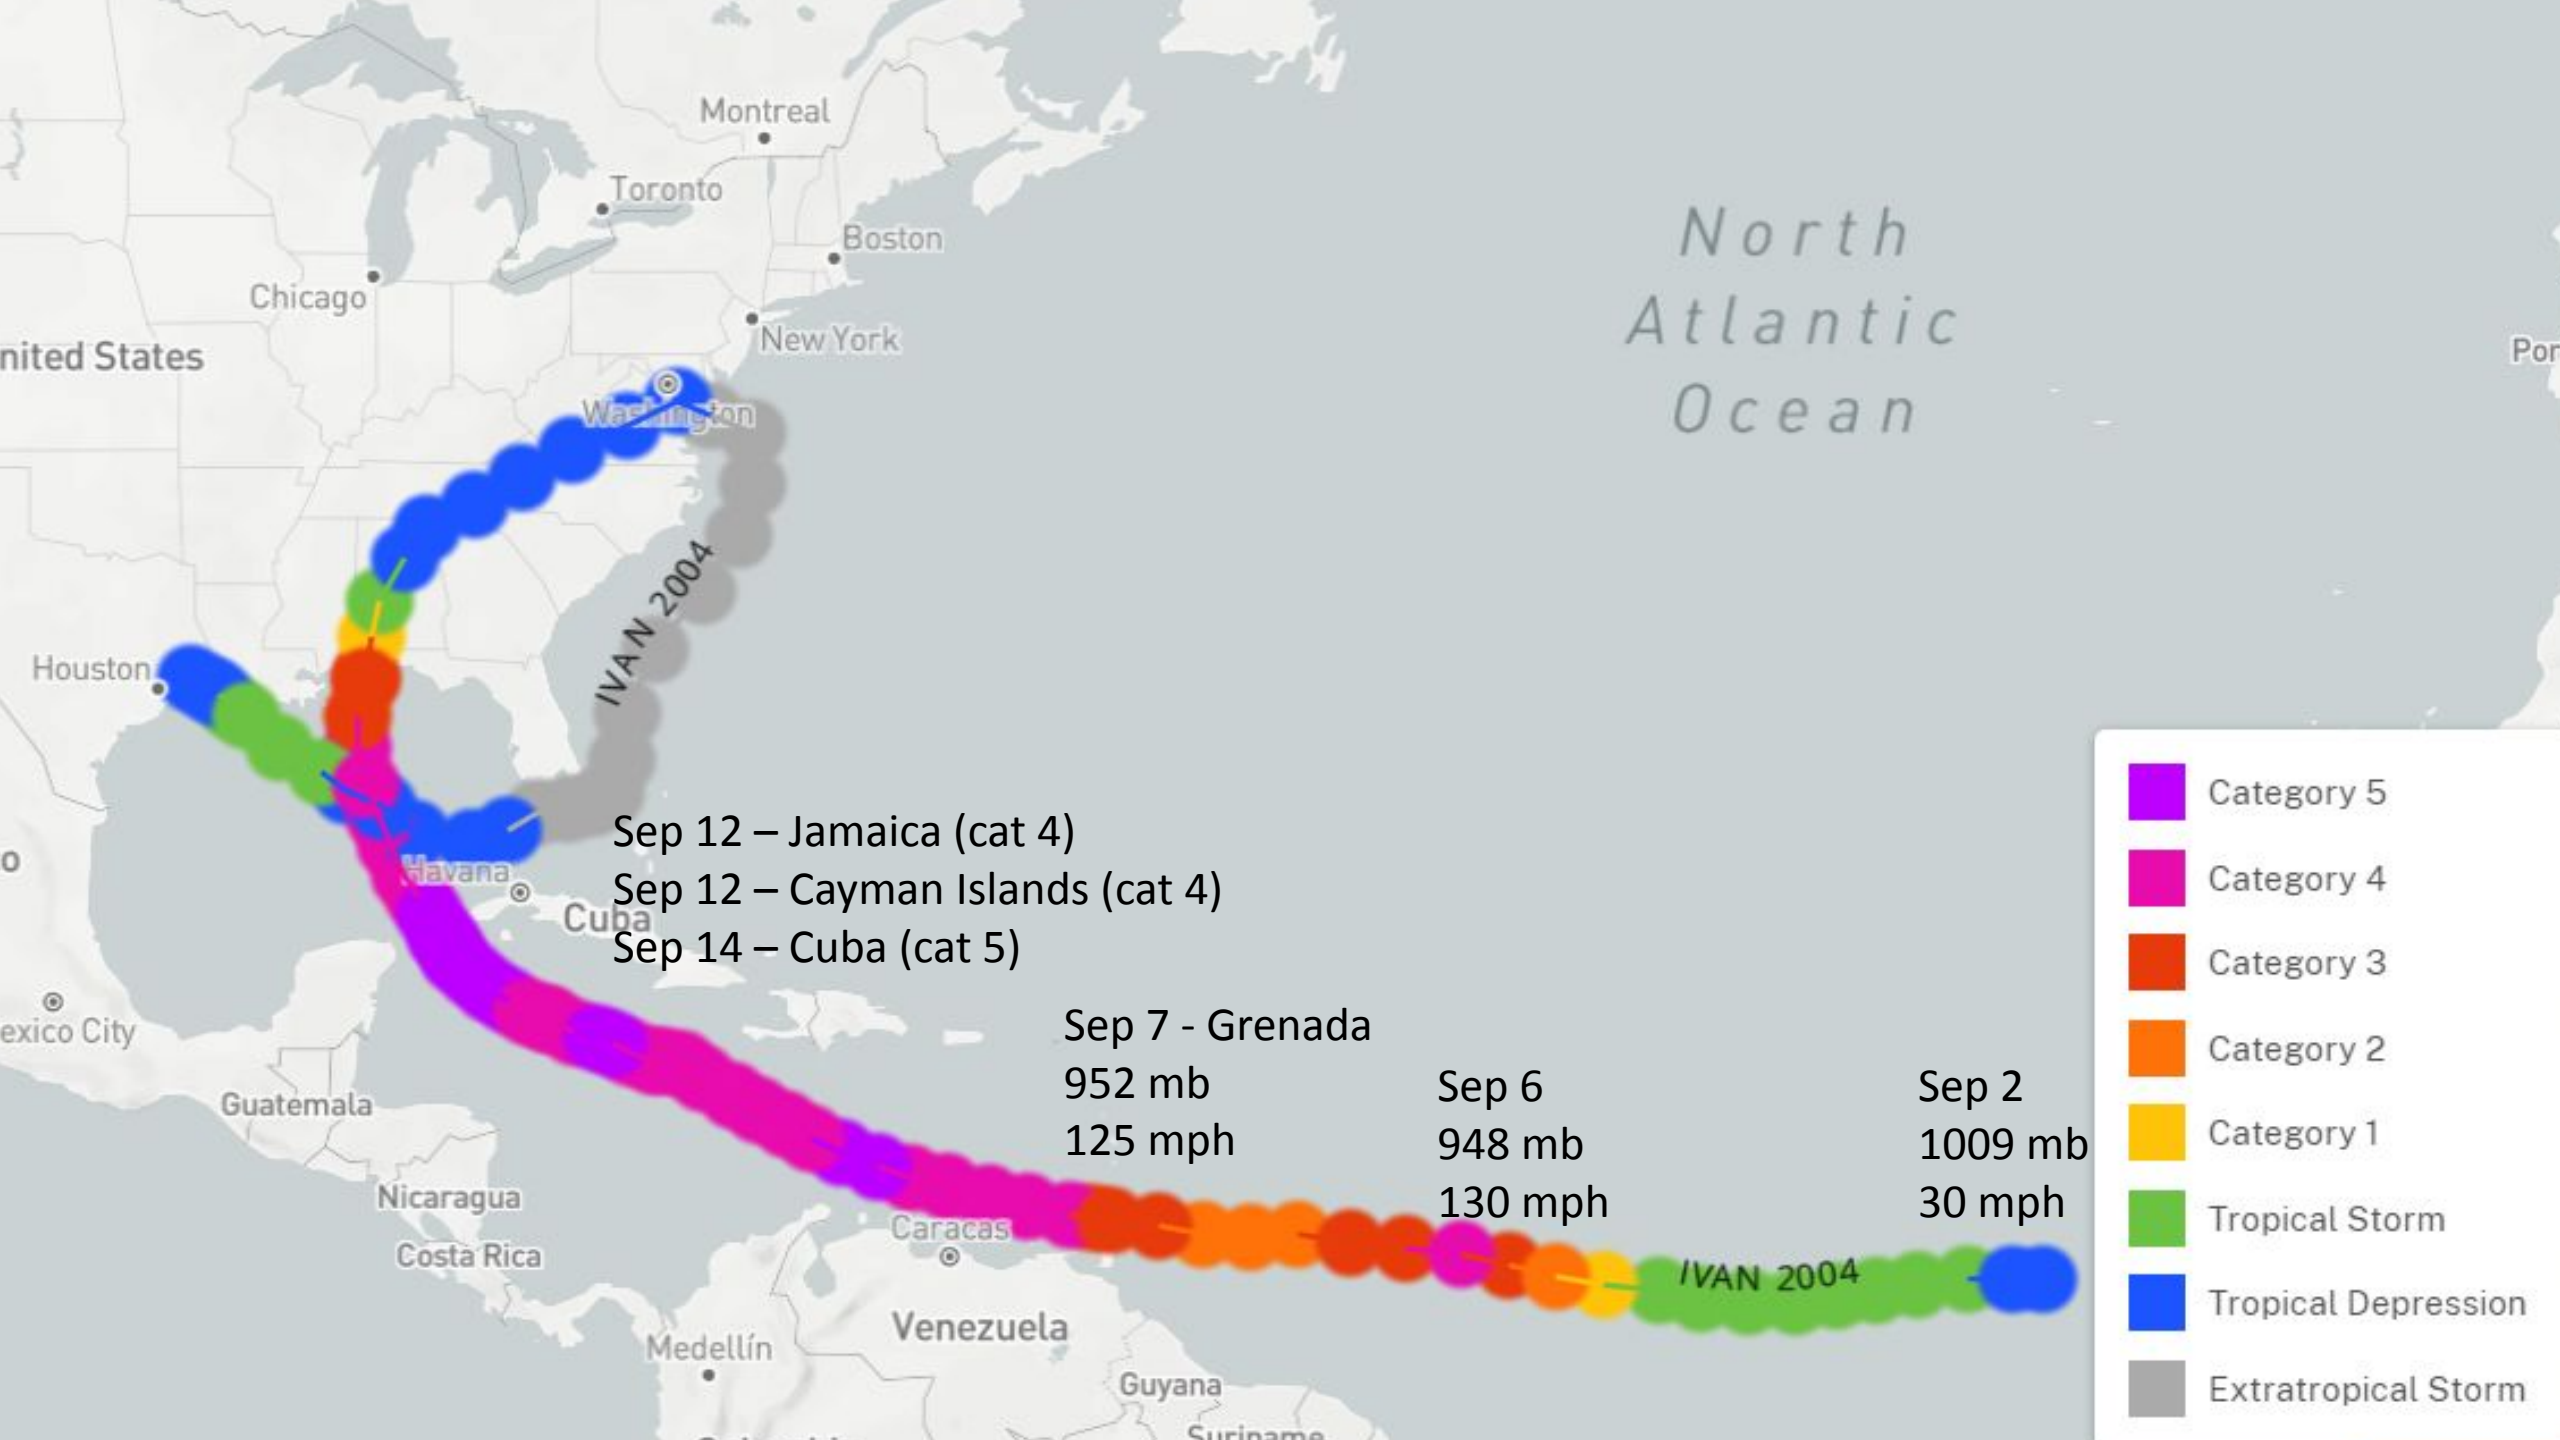 Montreal
Toronto
Boston
Chicago
New York
nited States
Washington
North
Atlantic
Ocean
Por
IVAN 2004
Houston
Havana
Cuba
Sep 12 – Jamaica (cat 4)
Sep 12 – Cayman Islands (cat 4)
Sep 14 – Cuba (cat 5)
o
exico City
Guatemala
Nicaragua
Costa Rica
Sep 7 - Grenada
952 mb
125 mph
Sep 6
948 mb
130 mph
Sep 2
1009 mb
30 mph
Caracas
IVAN 2004
Venezuela
Medellín
Guyana
Category 5
Category 4
Category 3
Category 2
Category 1
Tropical Storm
Tropical Depression
Extratropical Storm